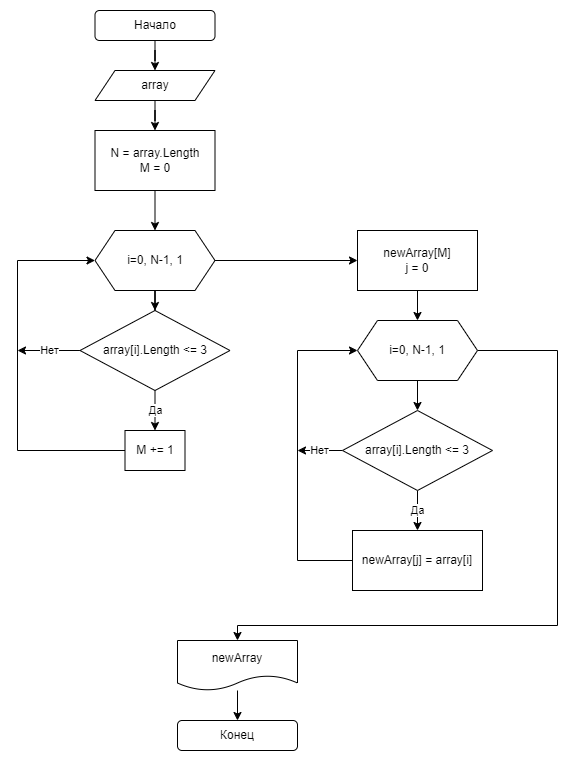 Начало
array
N = array.Length
M = 0
i=0, N-1, 1
array[i].Length <= 3
Нет
Да
M += 1
newArray[M]
j = 0
i=0, N-1, 1
array[i].Length <= 3
Нет
Да
newArray[j] = array[i]
newArray
Конец